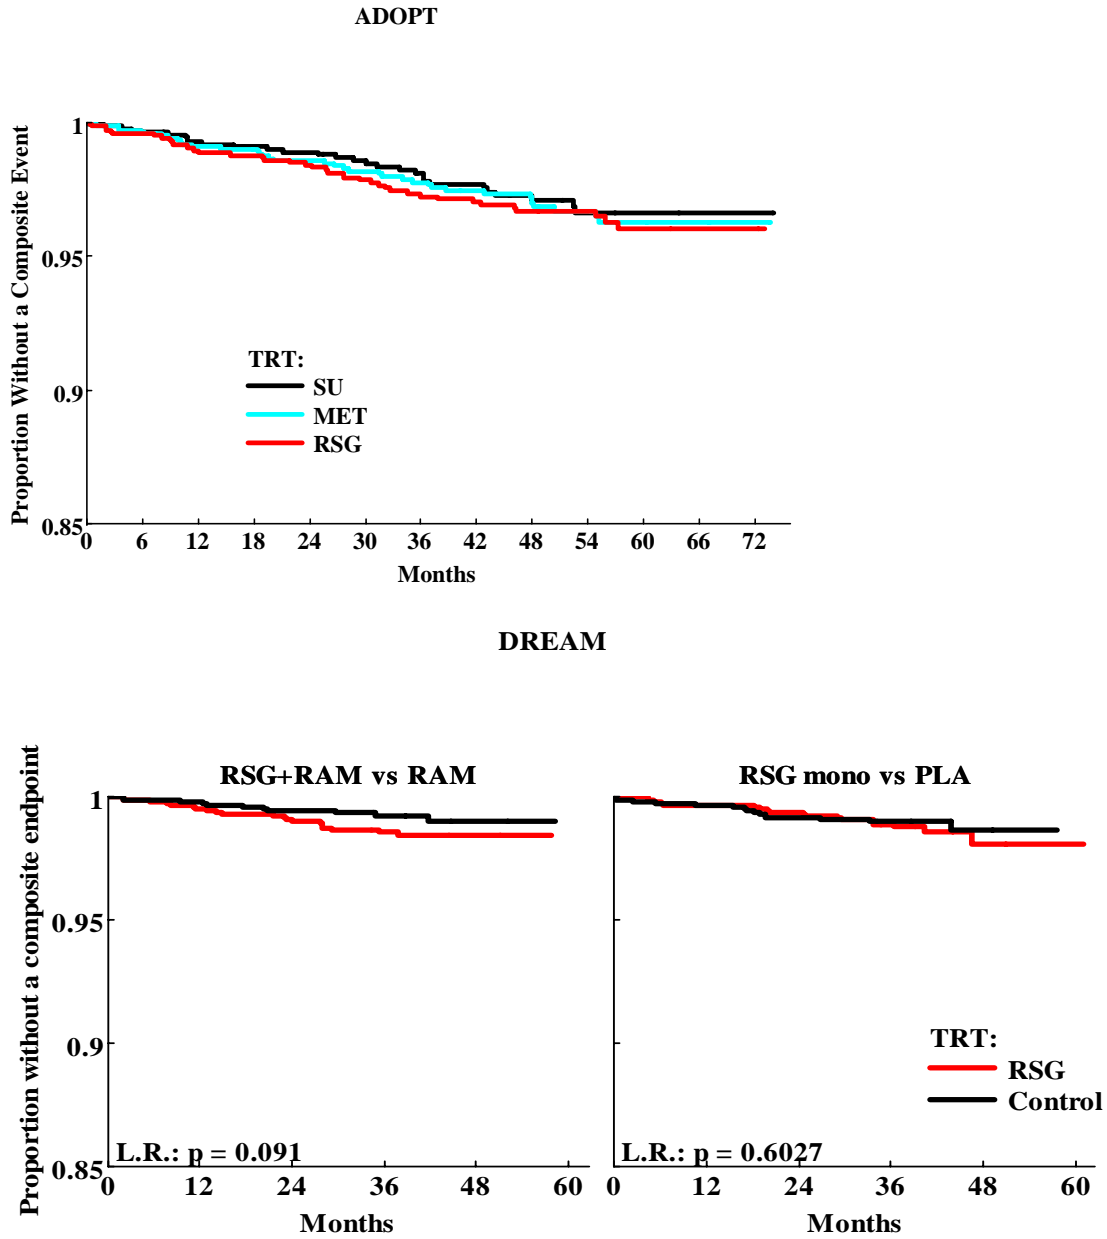 ADOPT
Proportion Without a Composite Event
1
0.95
0.9
0.85
TRT:
SU
MET
RSG
0 6 12 18 24 30 36 42 48 54 60 66 72
Months
DREAM
Proportion without a composite endpoint
RSG+RAM vs RAM
1
0.95
0.9
0.85
L.R.: p = 0.091
0 12 24 36 48 60
Months
RSG mono vs PLA
TRT:
RSG
Control
L.R.: p = 0.6027
0 12 24 36 48 60
Months